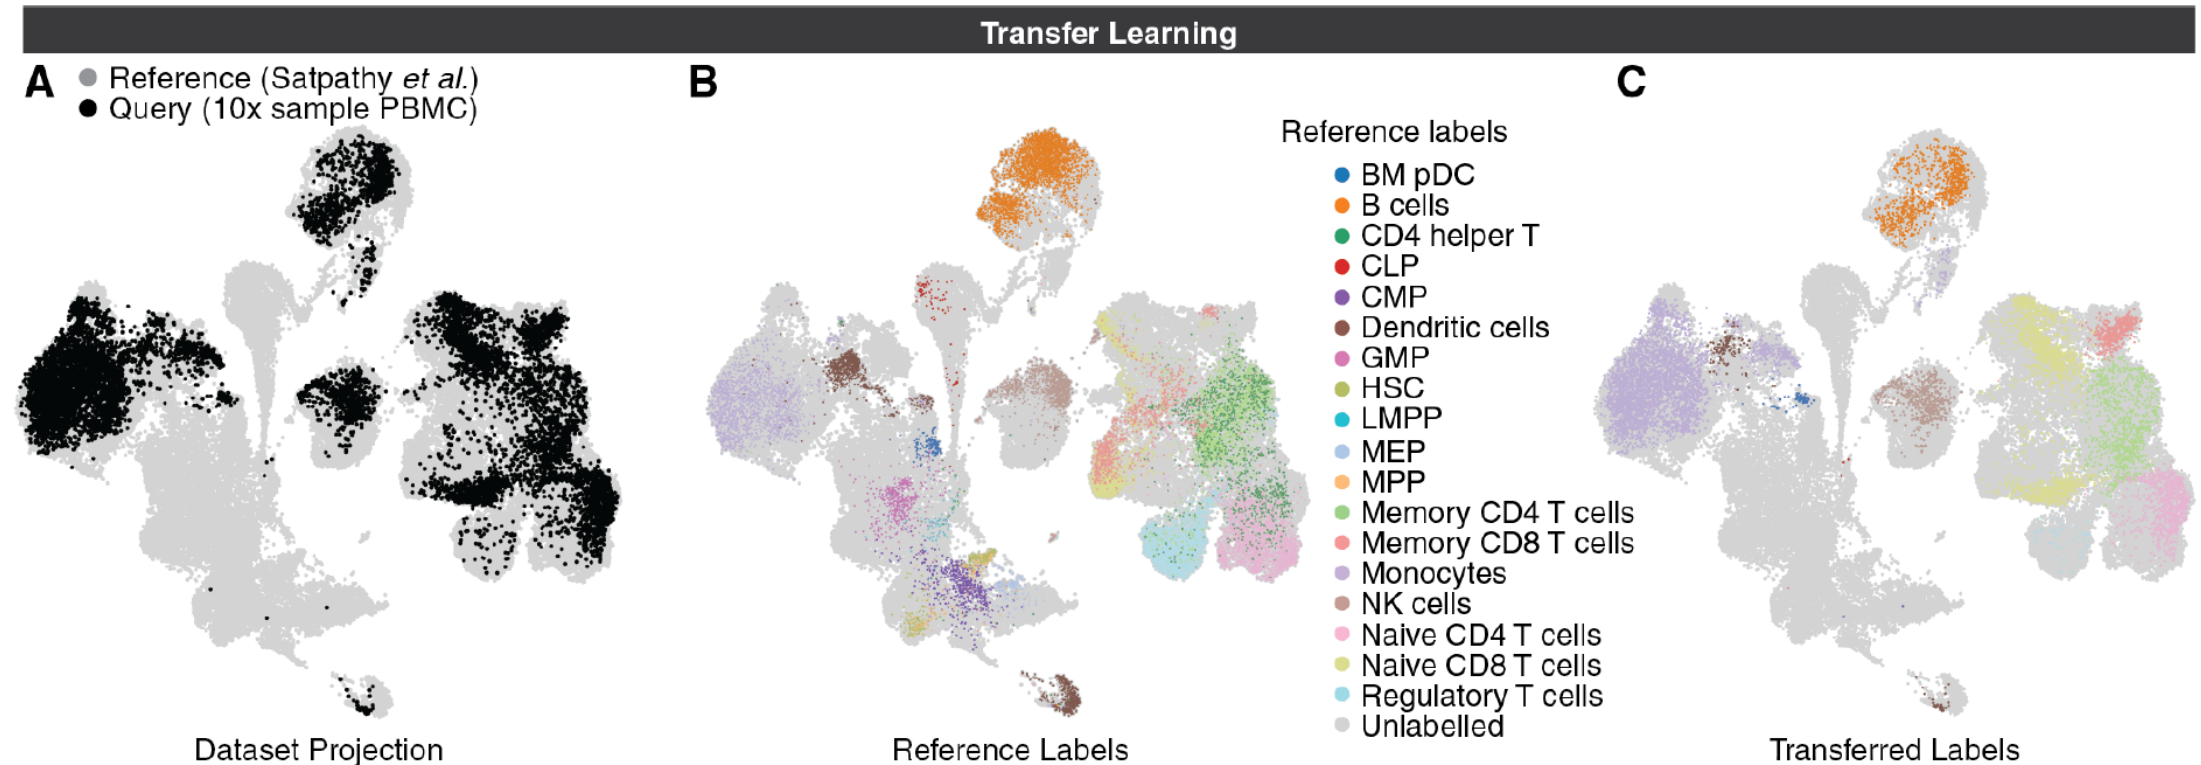 Transfer Learning
A
Reference (Satpathy et al.)
Query (10x sample PBMC)
B
C
Reference labels
BM pDC
B cells
CD4 helper T
CLP
CMP
Dendritic cells
GMP
HSC
LMPP
MEP
MPP
Memory CD4 T cells
Memory CD8 T cells
Monocytes
NK cells
Naive CD4 T cells
Naive CD8 T cells
Regulatory T cells
Unlabelled
Dataset Projection
Reference Labels
Transferred Labels